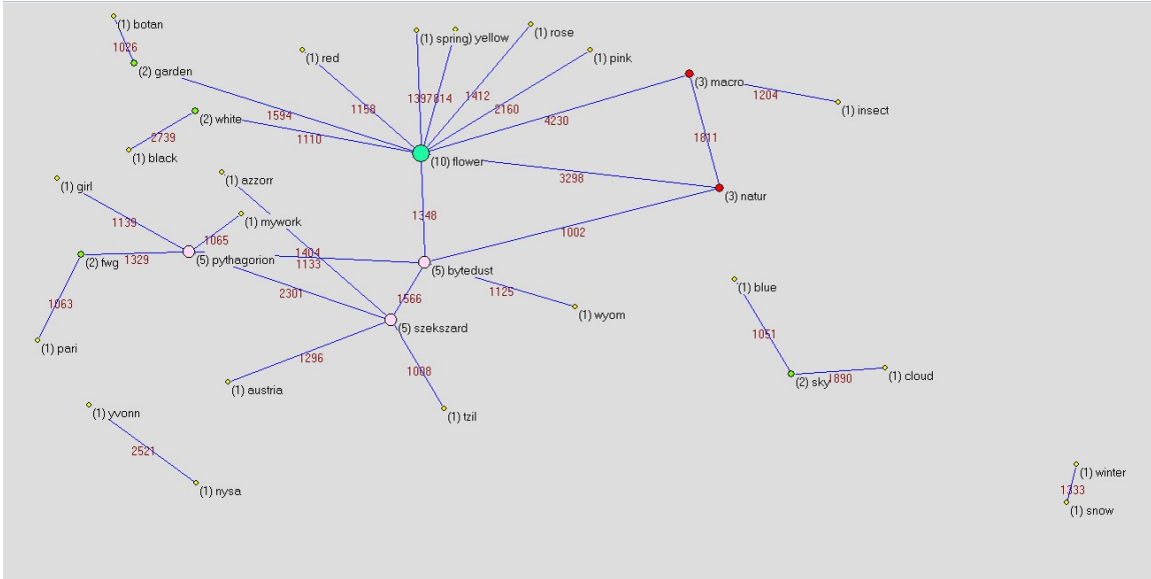 (1) botan
1026
(2) garden
(1) red
(1) spring
) yellow
(1) rose
(1) pink
(3) macro
1204
(1) insect
1594
1158
1397
614
1412
2160
4230
(2) white
2739
1110
(1) black
1811
(10) flower
3298
(3) natur
(1) girl
(1) azzorr
1348
1139
(1) mywork
1065
1002
(2) fwg
1329
(5) pythagorion
1404
1133
(5) bytedust
2301
1566
1125
(1) wyom
(1) blue
1063
(5) szekszard
1051
(1) pari
1296
1008
(2) sky
1890
(1) cloud
(1) austria
(1) yvonn
(1) tzil
2521
(1) nysa
(1) winter
1333
(1) snow